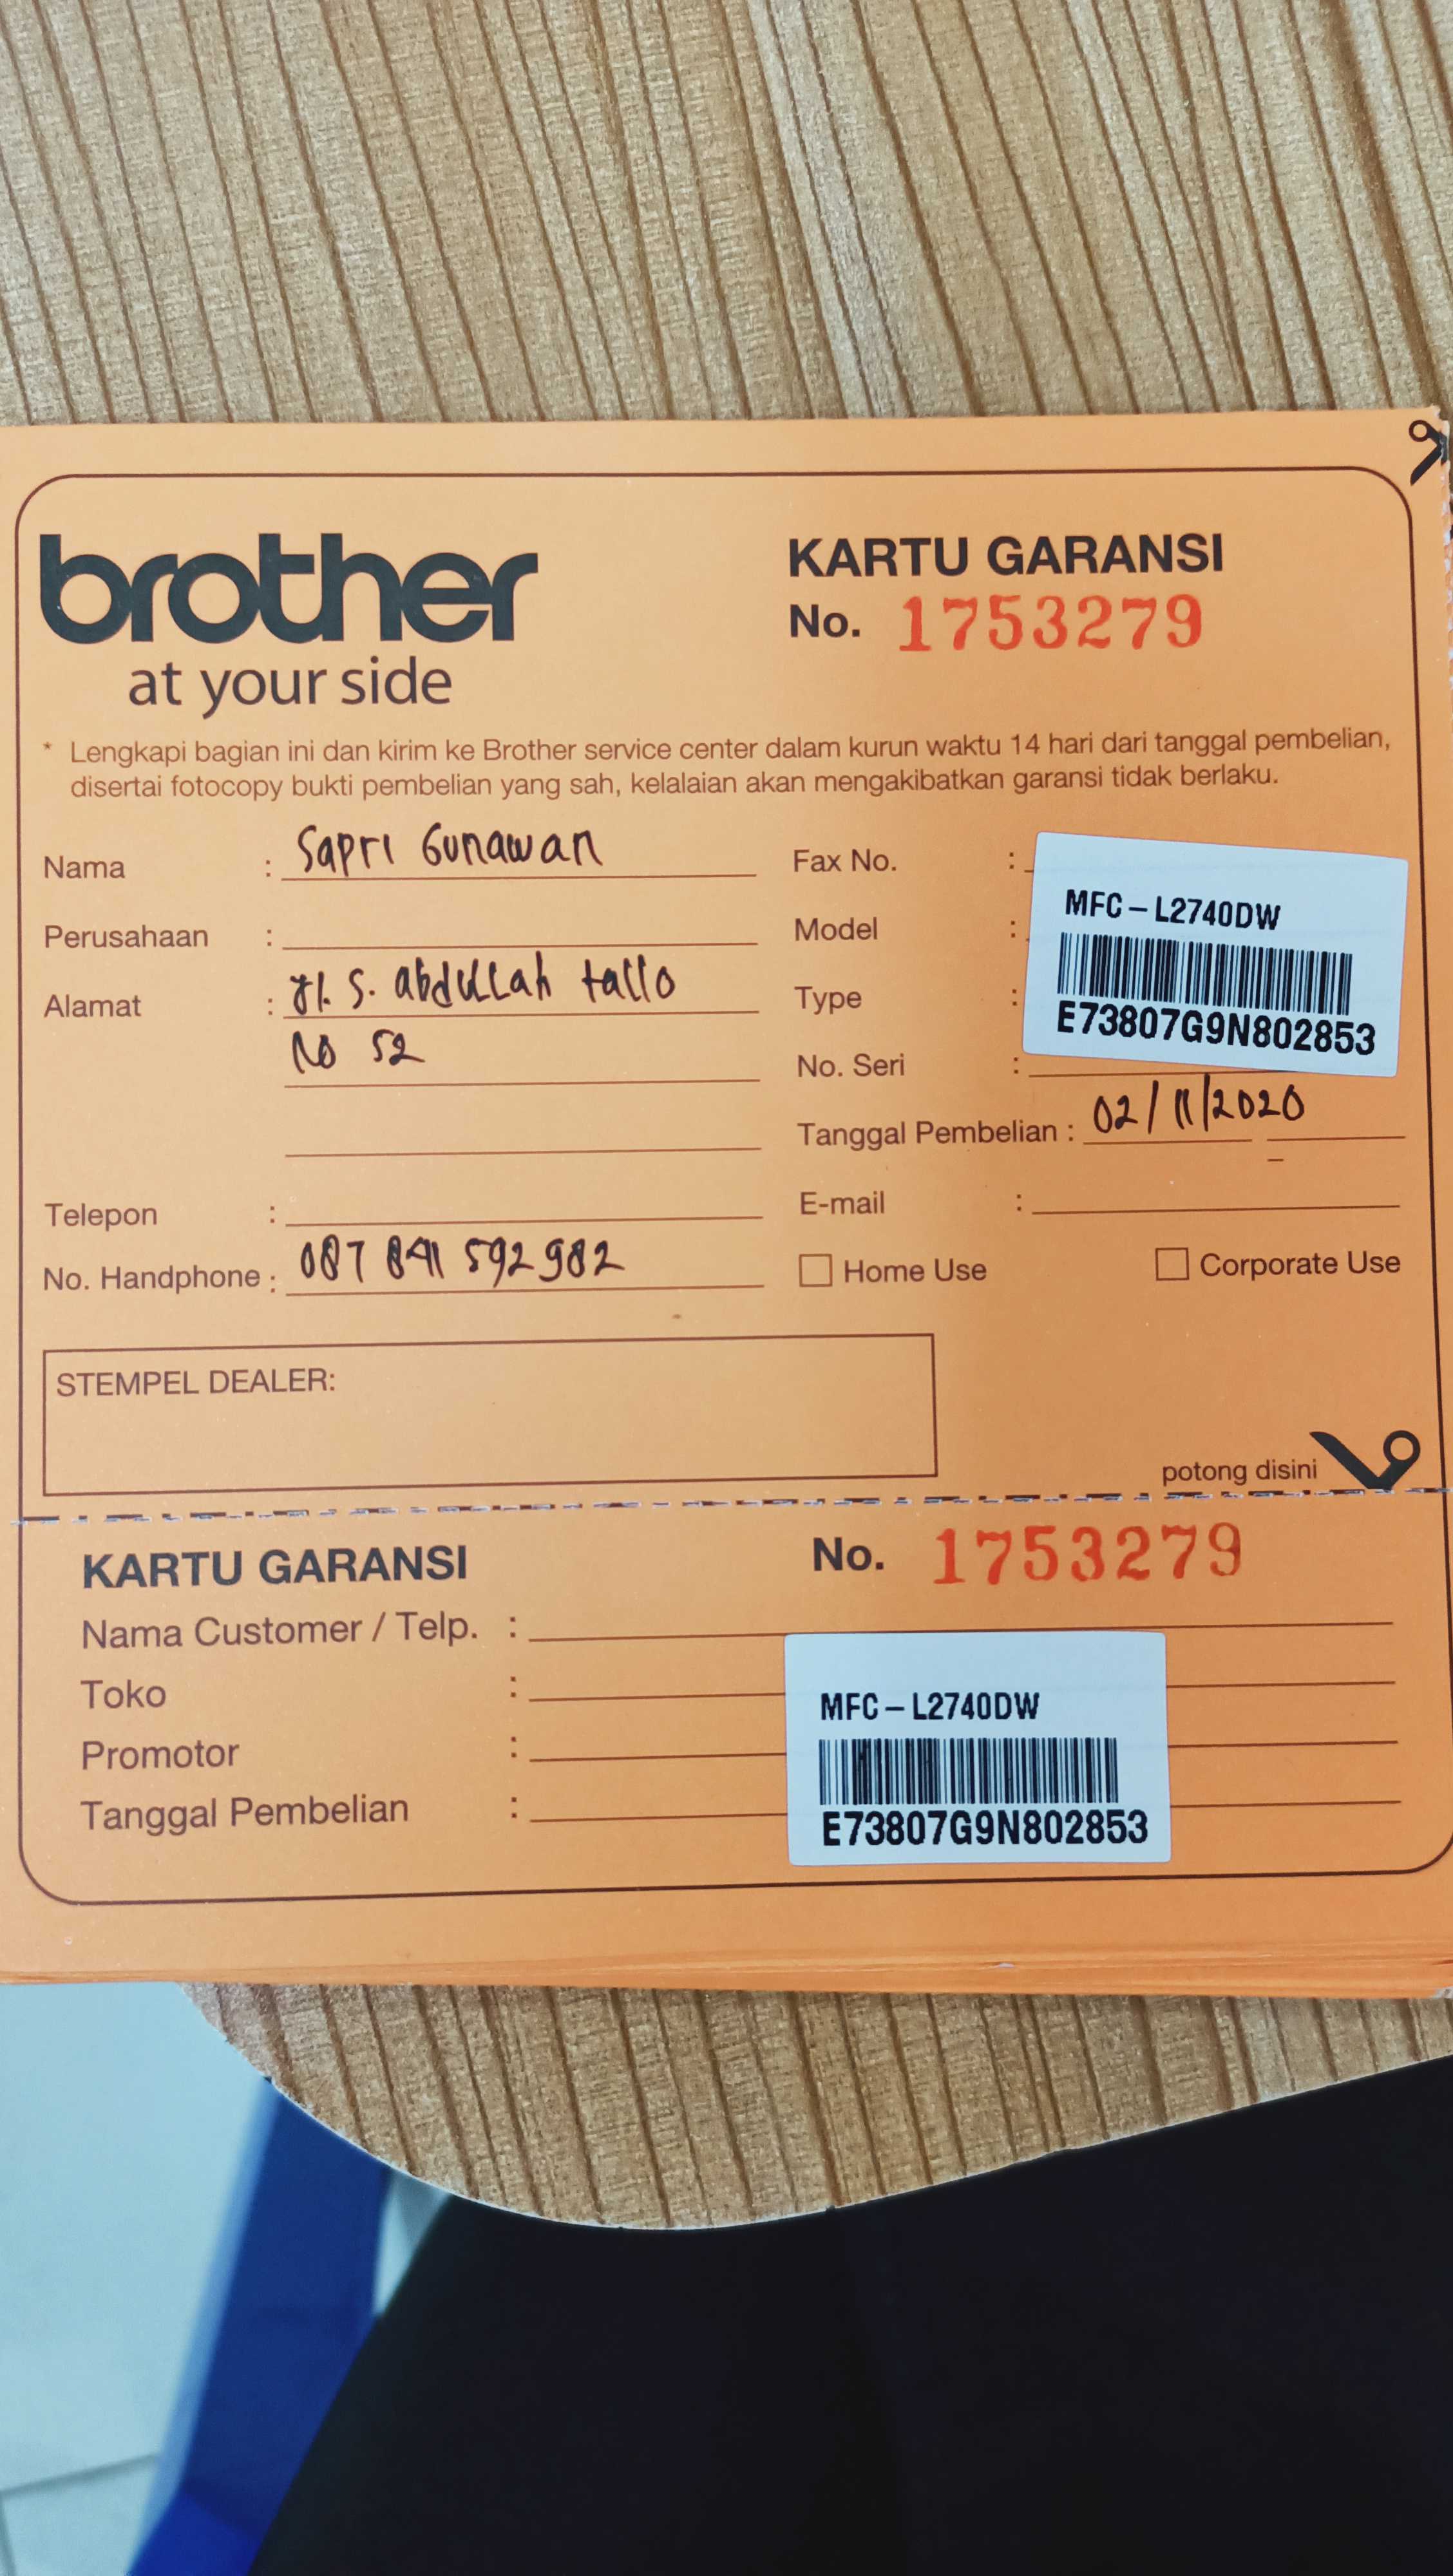 brother
at your side
KARTU GARANSI
No. 1753279
* Lengkapi bagian ini dan kirim ke Brother service center dalam kurun waktu 14 hari dari tanggal pembelian,
disertai fotocopy bukti pembelian yang sah, kelalaian akan mengakibatkan garansi tidak berlaku.
Nama : Sapri Gunawan
Perusahaan :
Alamat : Jl. S. abdullah tallo
No 52
Telepon :
No. Handphone : 087 841 592 982
Fax No. :
Model :
Type :
No. Seri :
MFC-L2740DW
E73807G9N802853
Tanggal Pembelian : 02/11/2020
E-mail :
Home Use
Corporate Use
STEMPEL DEALER:
potong disini
KARTU GARANSI
No. 1753279
Nama Customer / Telp. :
Toko :
Promotor :
Tanggal Pembelian :
MFC-L2740DW
E73807G9N802853